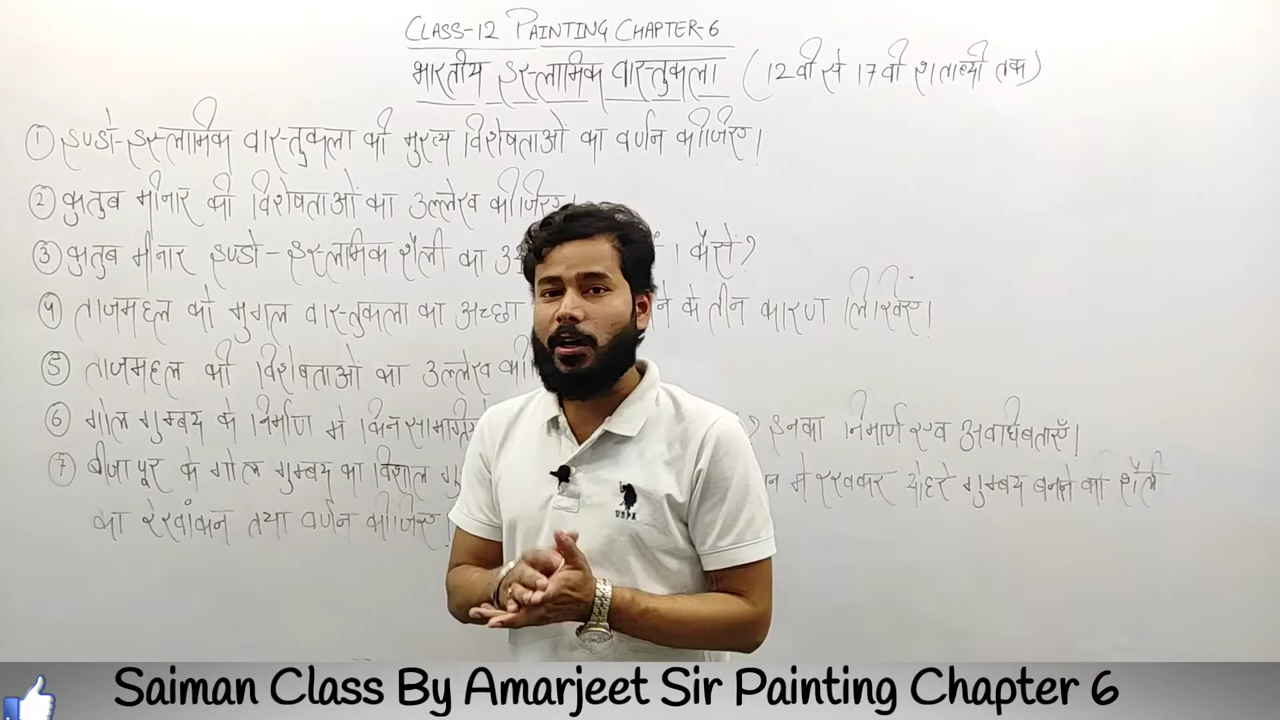 CLASS-12 PAINTING CHAPTER-6
भारतीय इस्लामिक वास्तुकला (12वी से 17वी शताब्दी तक)
① इण्डो-इस्लामिक वास्तुकला की मुख्य विशेषताओं का वर्णन कीजिए।
② कुतुब मीनार की विशेषताओं का उल्लेख कीजिए।
③ कुतुब मीनार इण्डो-इस्लामिक शैली का । कैसे?
④ ताजमहल को मुगल वास्तुकला का अच्छा के तीन कारण लिखिएं।
⑤ ताजमहल की विशेषताओं का उल्लेख
⑥ गोल गुम्बद के निर्माण मे किन ? इनका निमार्ण एव अवधिबताएँ।
⑦ बीजापूर के गोल गुम्बद का विशाल मे रखकर दोहरे गुम्बद बनाने का शैली
का रेखांकन तथा वर्णन कीजिए।
USPA
Saiman Class By Amarjeet Sir Painting Chapter 6